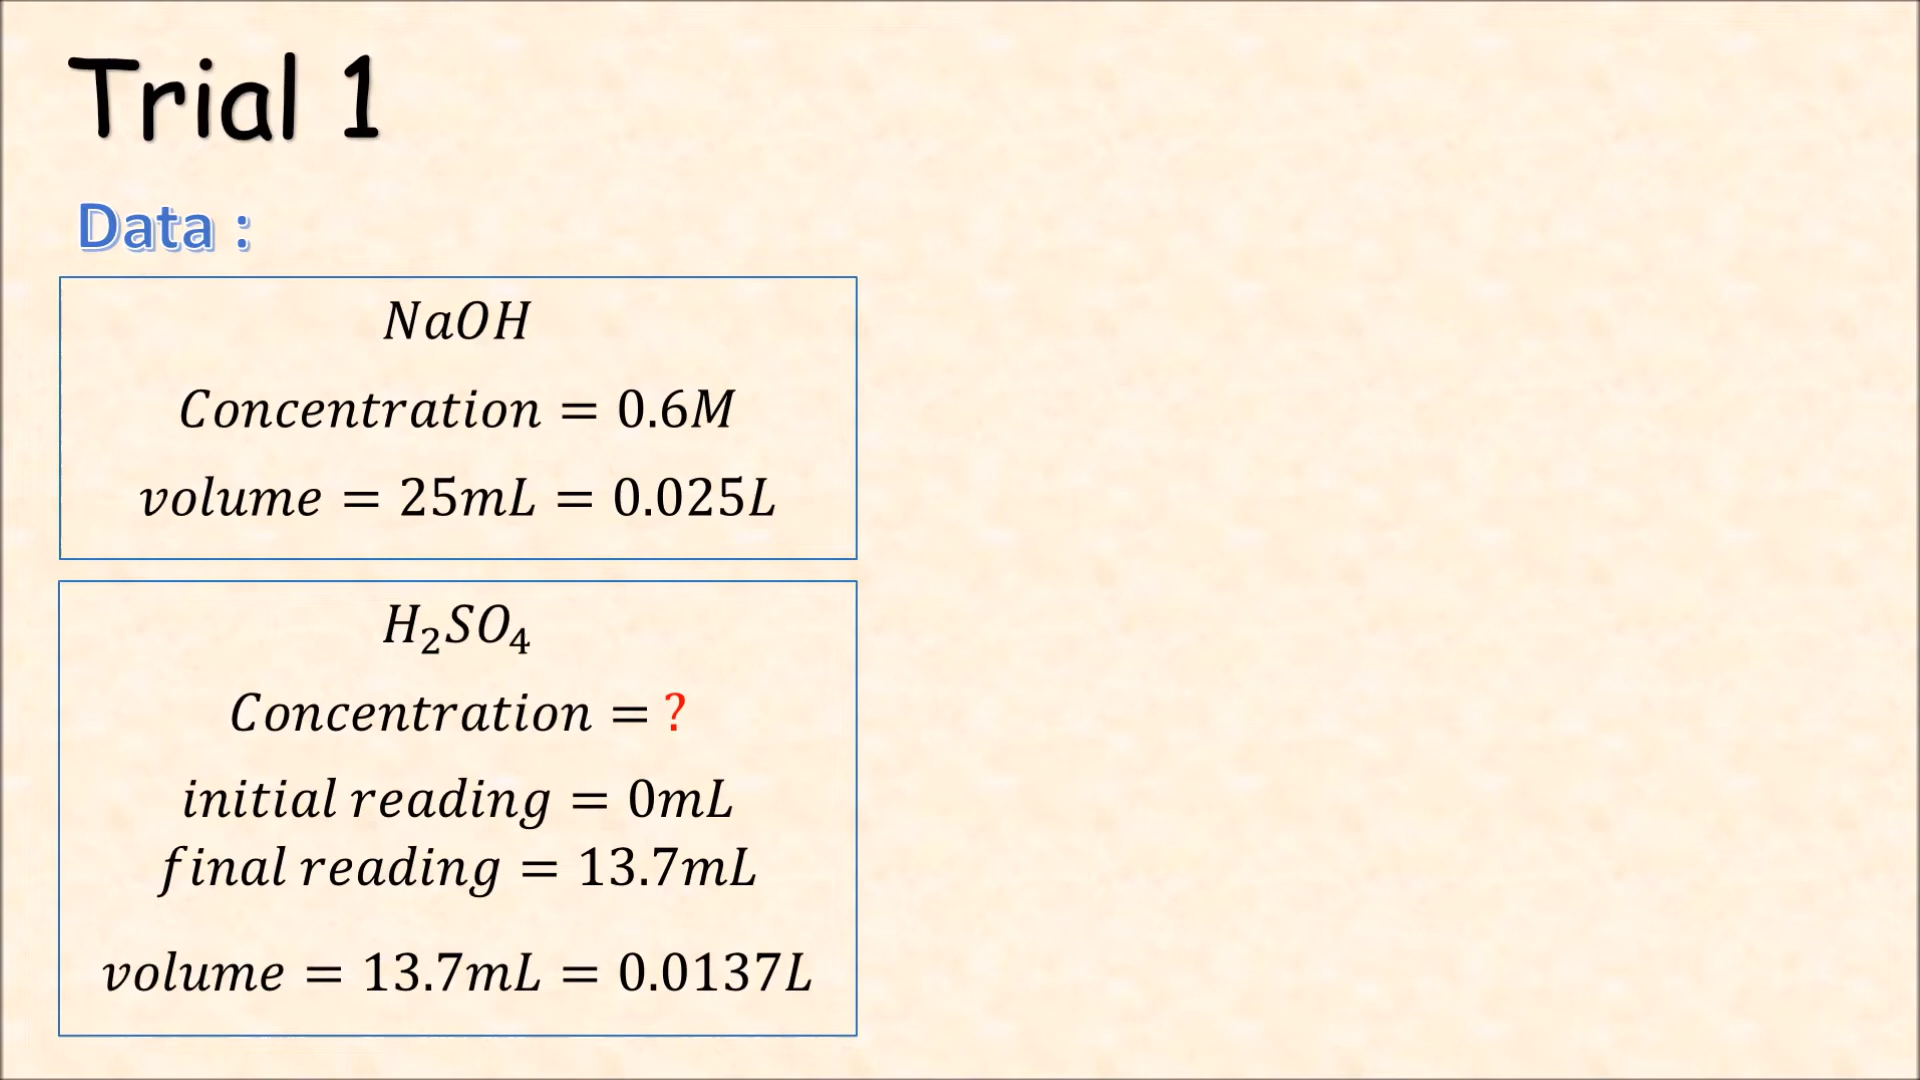 Trial 1
Data :
NaOH
Concentration = 0.6M
volume = 25mL = 0.025L
H₂SO₄
Concentration = ?
initial reading = 0mL
final reading = 13.7mL
volume = 13.7mL = 0.0137L